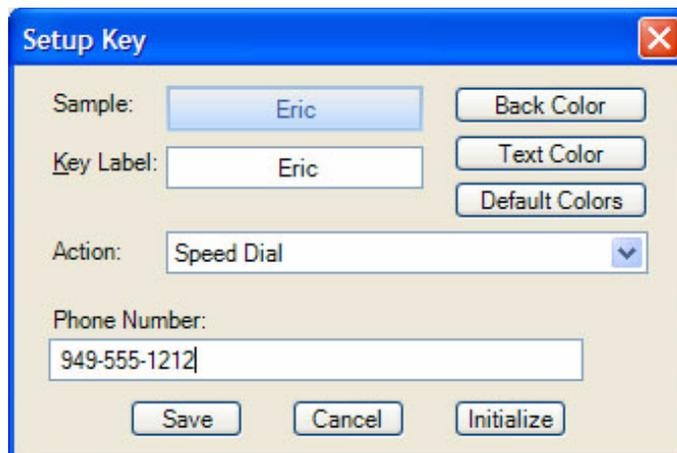 Setup Key
Sample: Eric Back Color
Key Label: Eric Text Color
Default Colors
Action: Speed Dial
Phone Number:
949-555-1212
Save Cancel Initialize